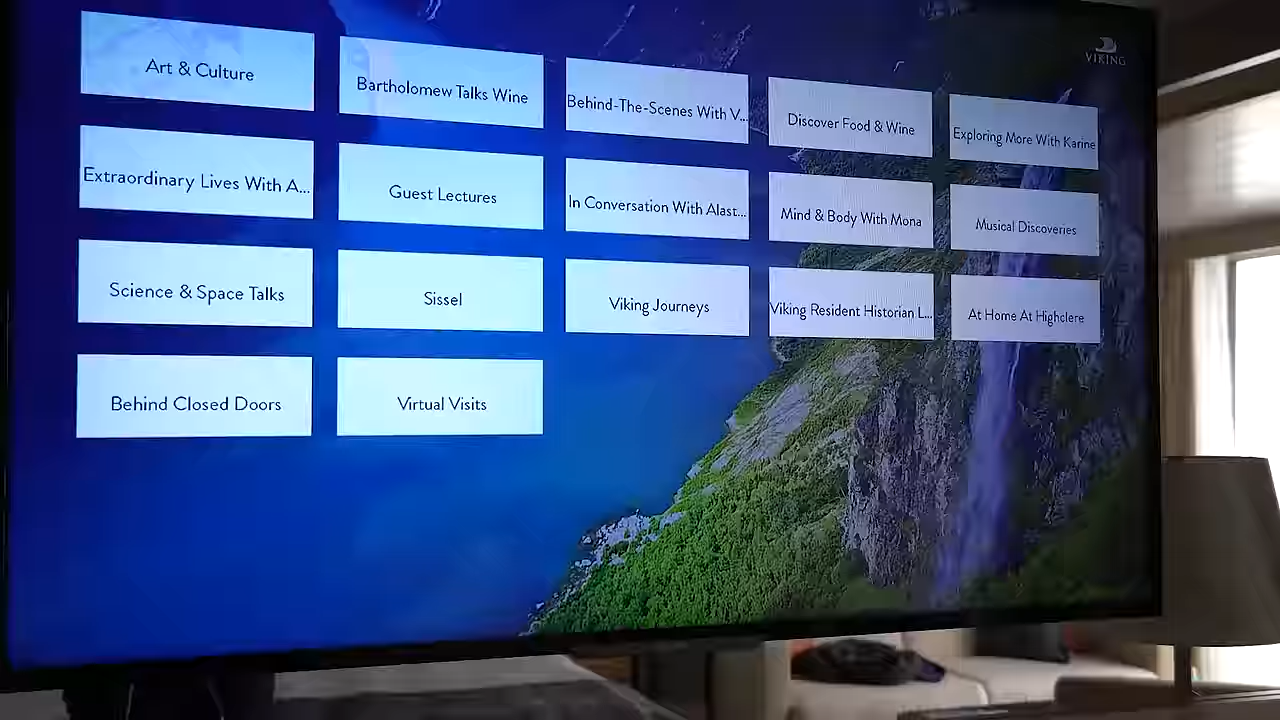 VIKING
Art & Culture
Bartholomew Talks Wine
Behind-The-Scenes With V...
Discover Food & Wine
Exploring More With Karine
Extraordinary Lives With A...
Guest Lectures
In Conversation With Alast...
Mind & Body With Mona
Musical Discoveries
Science & Space Talks
Sissel
Viking Journeys
Viking Resident Historian L...
At Home At Highclere
Behind Closed Doors
Virtual Visits